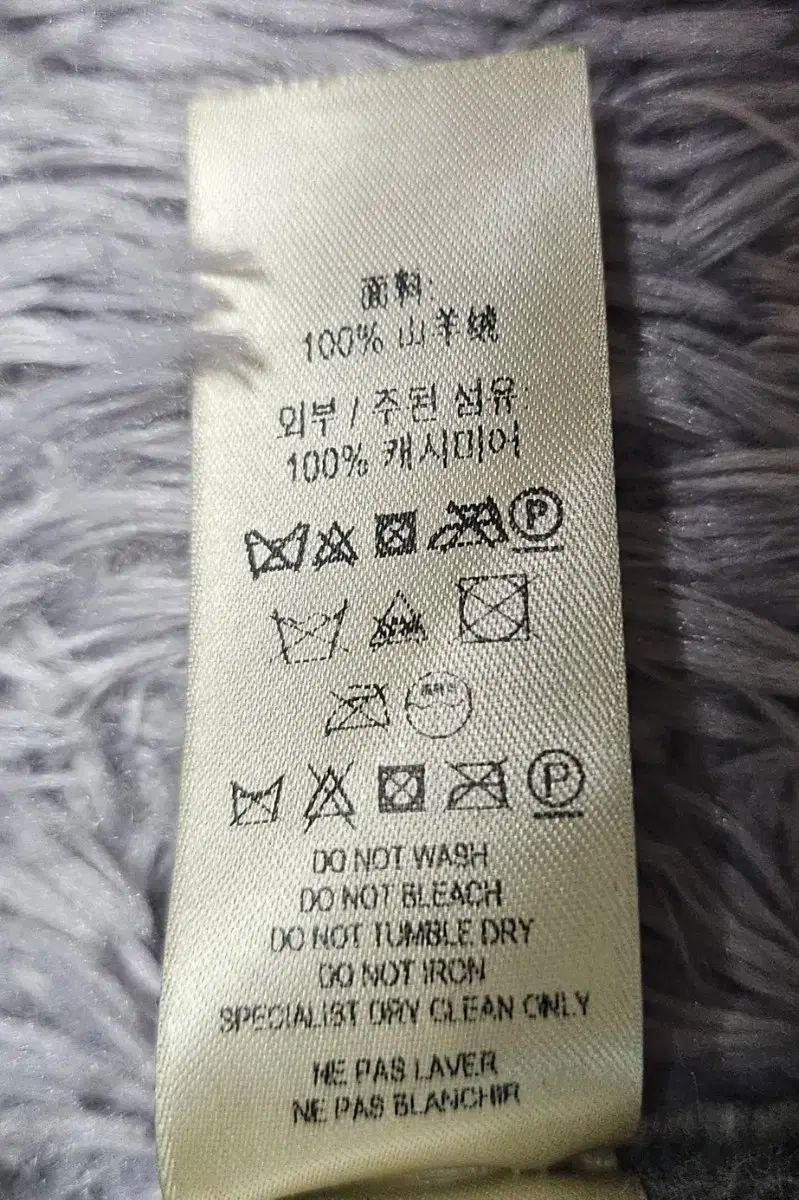 面料:
100% 山羊绒
외부 / 주된 섬유:
100% 캐시미어
P
P
DO NOT WASH
DO NOT BLEACH
DO NOT TUMBLE DRY
DO NOT IRON
SPECIALIST DRY CLEAN ONLY
NE PAS LAVER
NE PAS BLANCHIR